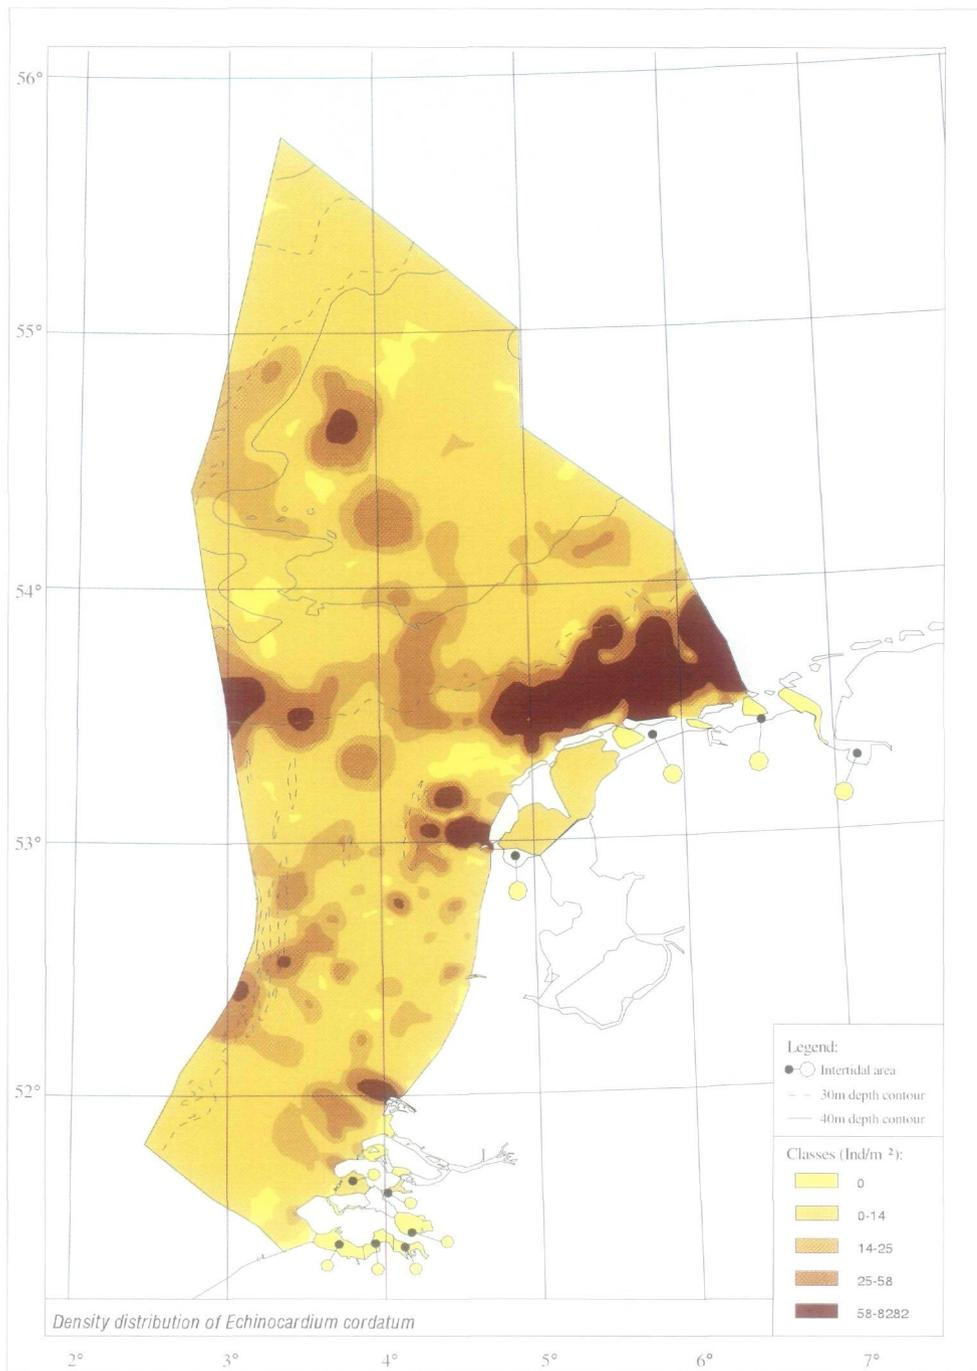 56°
55°
54°
53°
52°
Legend:
Intertidal area
30m depth contour
40m depth contour
Classes (Ind/m ²):
0
0-14
14-25
25-58
58-8282
Density distribution of Echinocardium cordatum
2° 3° 4° 5° 6° 7°